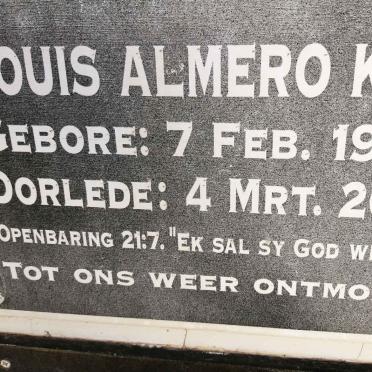 OUIS ALMERO K
GEBORE: 7 FEB. 19
OORLEDE: 4 MRT. 20
OPENBARING 21:7. "EK SAL SY GOD WE
TOT ONS WEER ONTMO